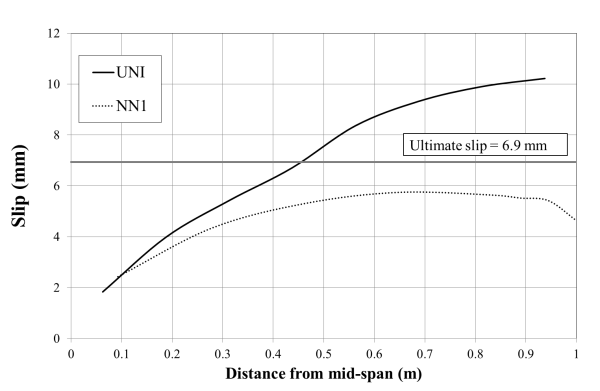 12
10
8
6
4
2
0
Slip (mm)
UNI
NN1
Ultimate slip = 6.9 mm
0 0.1 0.2 0.3 0.4 0.5 0.6 0.7 0.8 0.9 1
Distance from mid-span (m)